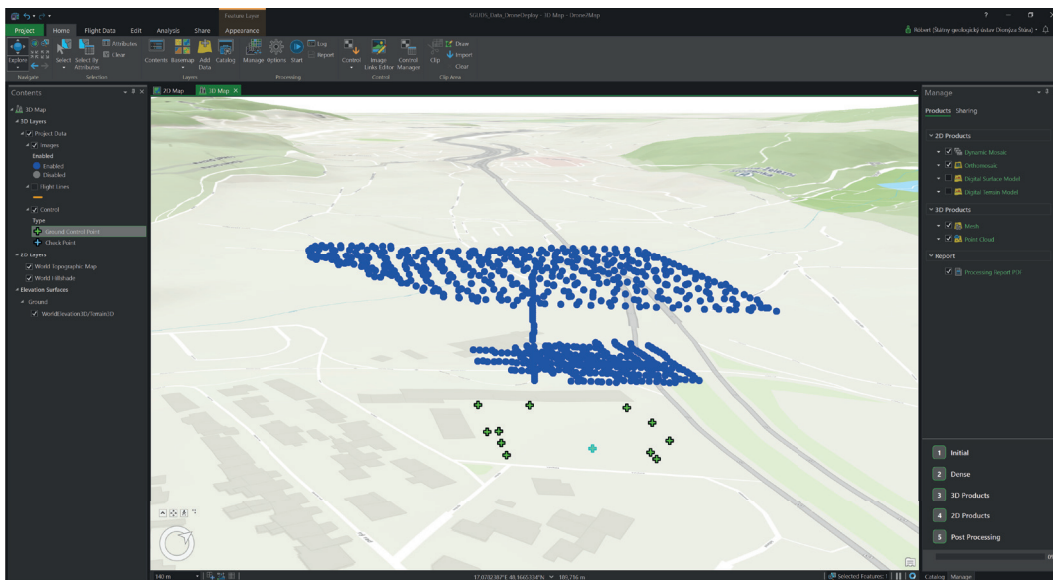 Feature Layer
SGIDS_Data_DroneDeploy - 3D Map - Drone2Map
Project Home Flight Data Edit Analysis Share Appearance
Róbert (Štátny geologický ústav Dionýza Štúra)
Explore
Select
Select By Attributes
Attributes
Clear
Contents
Basemap
Add Data
Catalog
Manage
Options
Start
Log
Report
Control
Image Links Editor
Control Manager
Clip
Draw
Import
Clear
Navigate
Selection
Layers
Processing
Control
Clip Area
Contents
3D Map
3D Layers
Project Data
Images
Enabled
Enabled
Disabled
Flight Lines
Control
Type
Ground Control Point
Check Point
2D Layers
World Topographic Map
World Hillshade
Elevation Surfaces
Ground
WorldElevation3D/Terrain3D
2D Map
3D Map
140 m
189,716 m
Selected Features: 1
Manage
Products Sharing
2D Products
Dynamic Mosaic
Orthomosaic
Digital Surface Model
Digital Terrain Model
3D Products
Mesh
Point Cloud
Report
Processing Report PDF
1 Initial
2 Dense
3 3D Products
4 2D Products
5 Post Processing
Catalog Manage